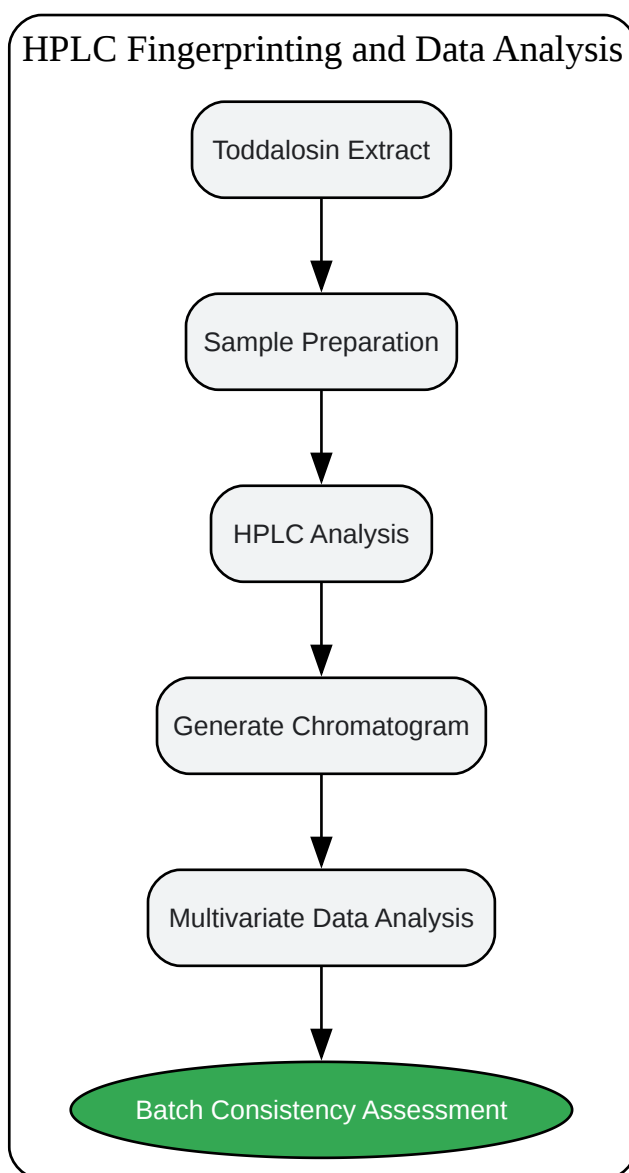 HPLC Fingerprinting and Data Analysis
Toddalosin Extract
Sample Preparation
HPLC Analysis
Generate Chromatogram
Multivariate Data Analysis
Batch Consistency Assessment